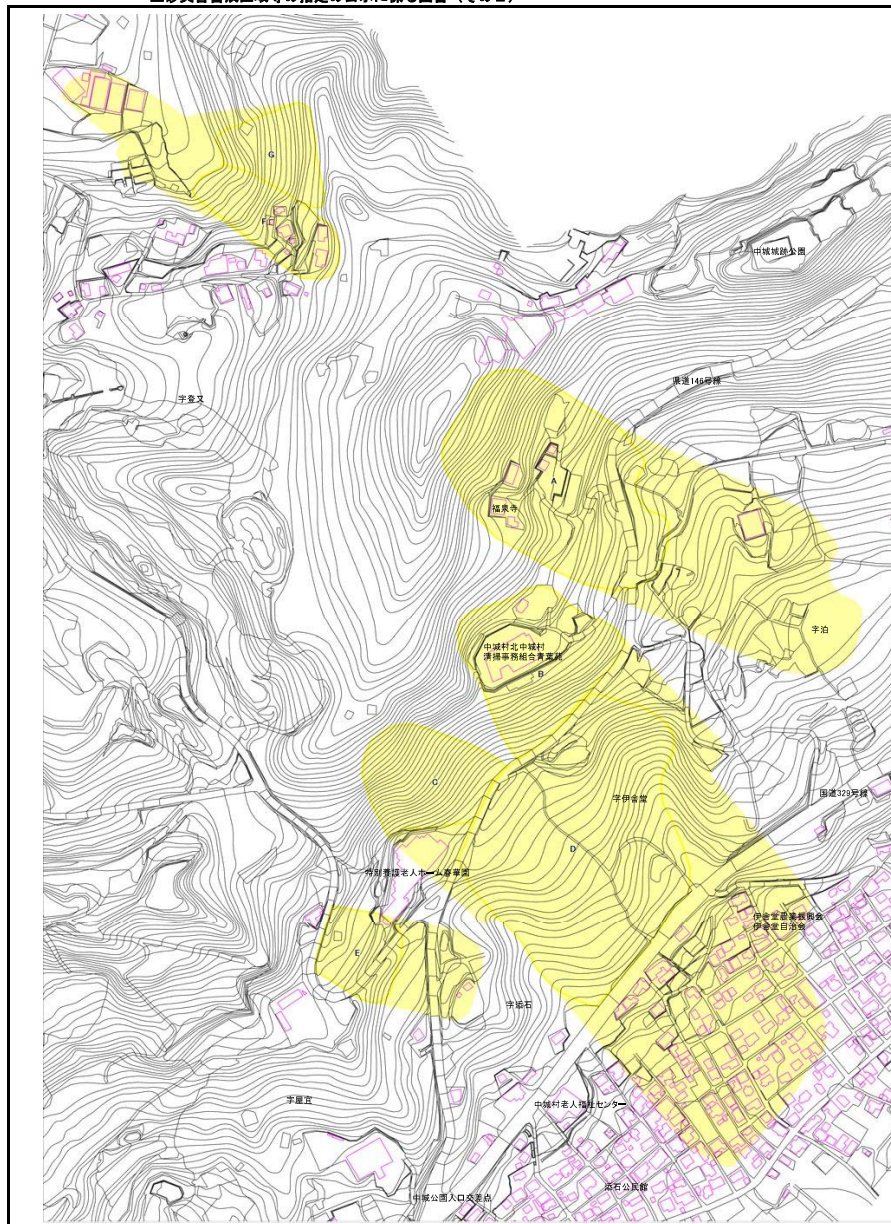 G
F
中城城跡公園
県道146号線
字登又
A
福泉寺
字泊
中城村北中城村
清掃事務組合青葉苑
B
C
国道329号線
字伊舎堂
D
特別養護老人ホーム春華園
伊舎堂農業振興会
伊舎堂自治会
E
字添石
字屋宜
中城村老人福祉センター
添石公民館
中城公園入口交差点